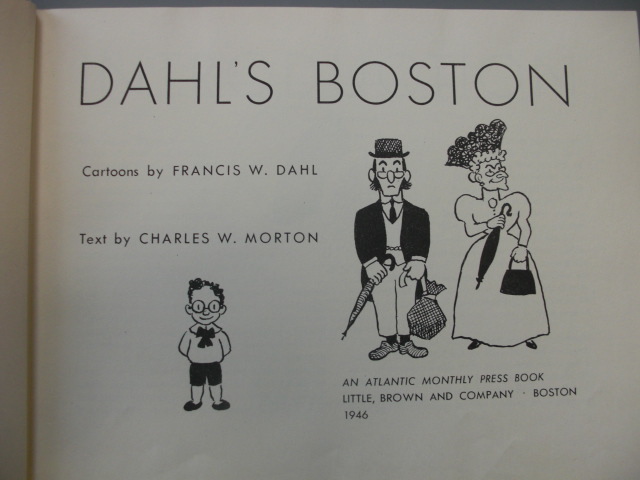 DAHL'S BOSTON
Cartoons by FRANCIS W. DAHL
Text by CHARLES W. MORTON
AN ATLANTIC MONTHLY PRESS BOOK
LITTLE, BROWN AND COMPANY · BOSTON
1946